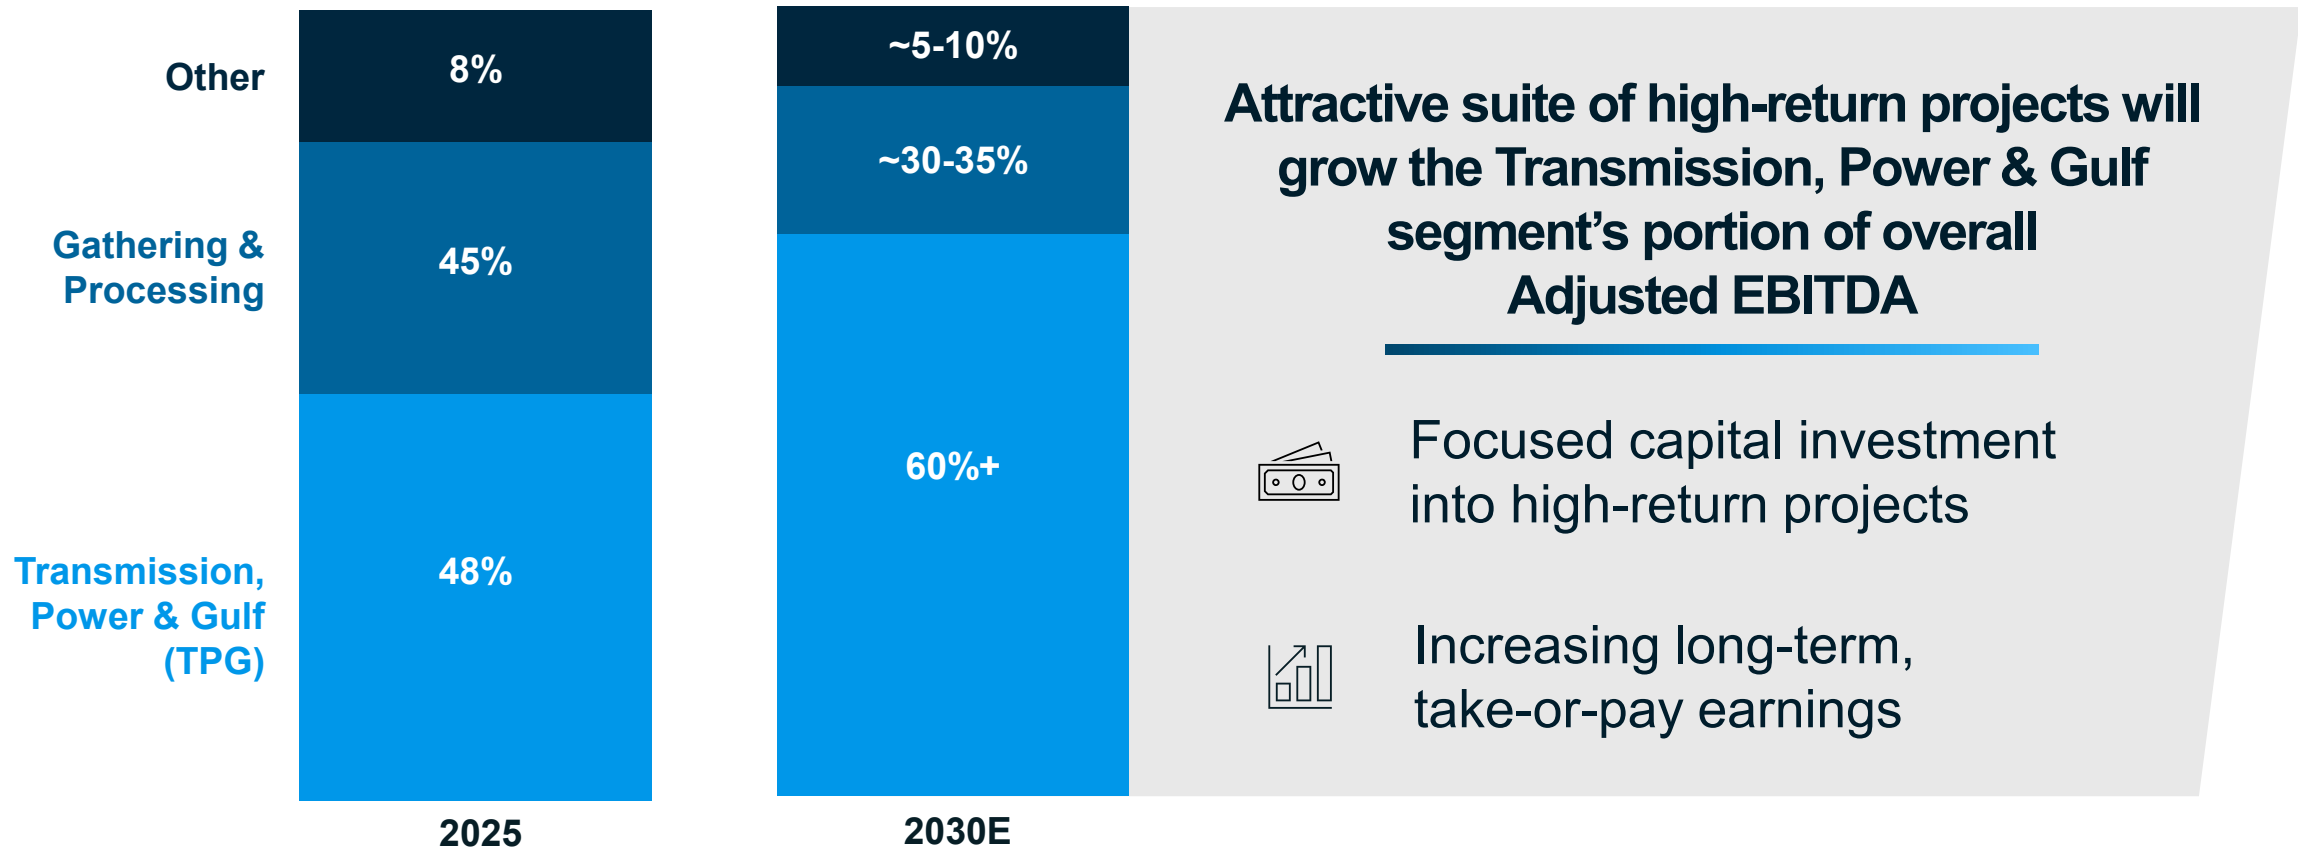 Other
Gathering &
Processing
Transmission,
Power & Gulf
(TPG)
8%
45%
48%
2025
~5-10%
~30-35%
60%+
2030E
Attractive suite of high-return projects will
grow the Transmission, Power & Gulf
segment’s portion of overall
Adjusted EBITDA
Focused capital investment
into high-return projects
Increasing long-term,
take-or-pay earnings